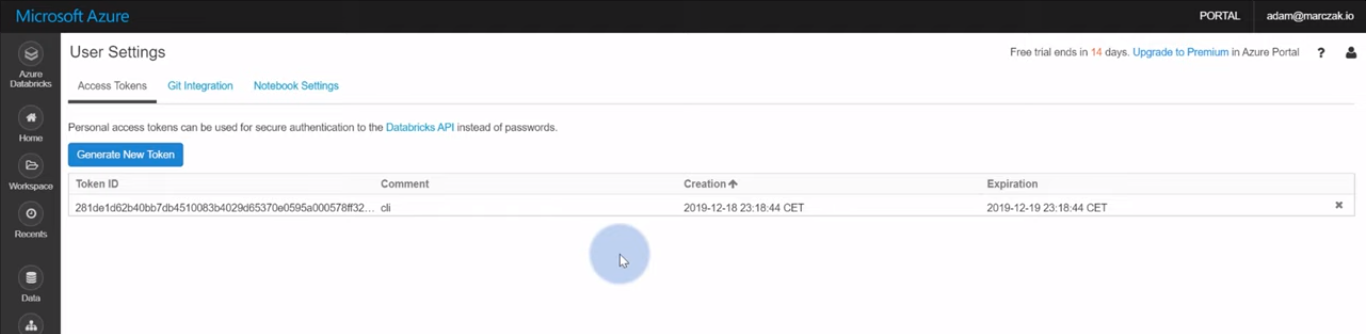 Microsoft Azure PORTAL adam@marczak.io
User Settings Free trial ends in 14 days. Upgrade to Premium in Azure Portal ?
Azure
Databricks
Access Tokens Git Integration Notebook Settings
Home
Personal access tokens can be used for secure authentication to the Databricks API instead of passwords.
Generate New Token
Workspace
Token ID Comment Creation Expiration
281de1d62b40bb7db4510083b4029d65370e0595a000578ff32... cli 2019-12-18 23:18:44 CET 2019-12-19 23:18:44 CET
Recents
Data